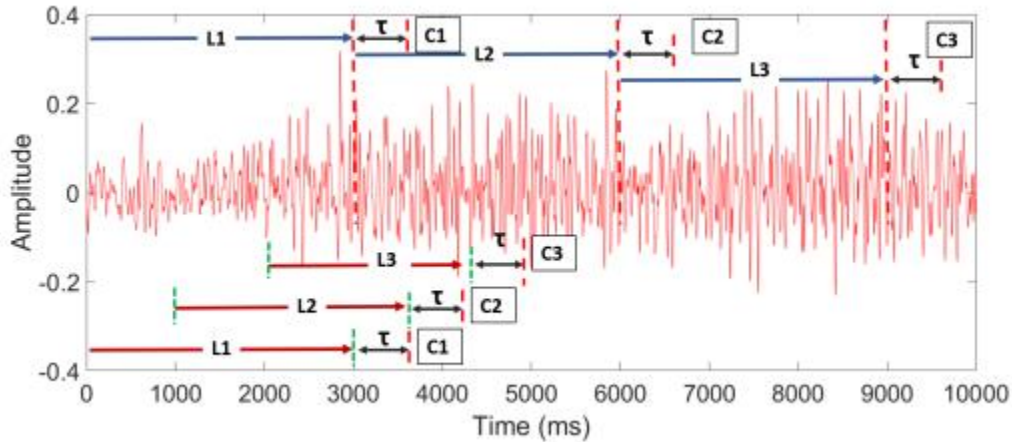 0.4
L1
τ
C1
L2
τ
C2
L3
τ
C3
0.2
Amplitude
0
-0.2
L3
τ
C3
L2
τ
C2
L1
τ
C1
-0.4
0 1000 2000 3000 4000 5000 6000 7000 8000 9000 10000
Time (ms)